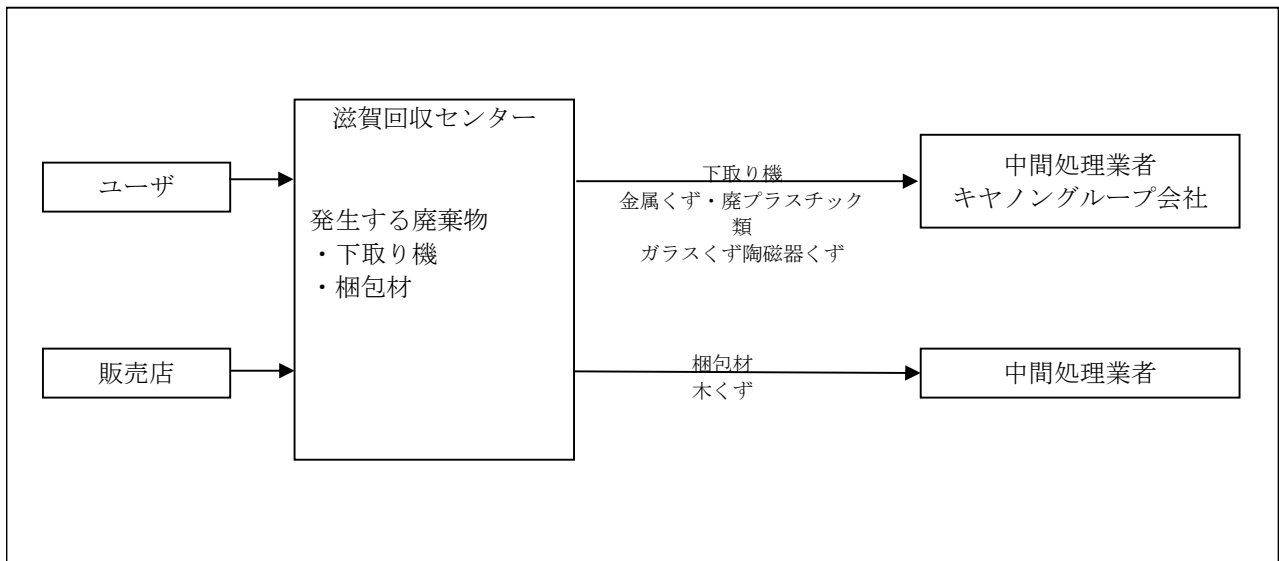 滋賀回収センター
ユーザ
発生する廃棄物
・下取り機
・梱包材
販売店
下取り機
金属くず・廃プラスチック
類
ガラスくず陶磁器くず
中間処理業者
キヤノングループ会社
梱包材
木くず
中間処理業者